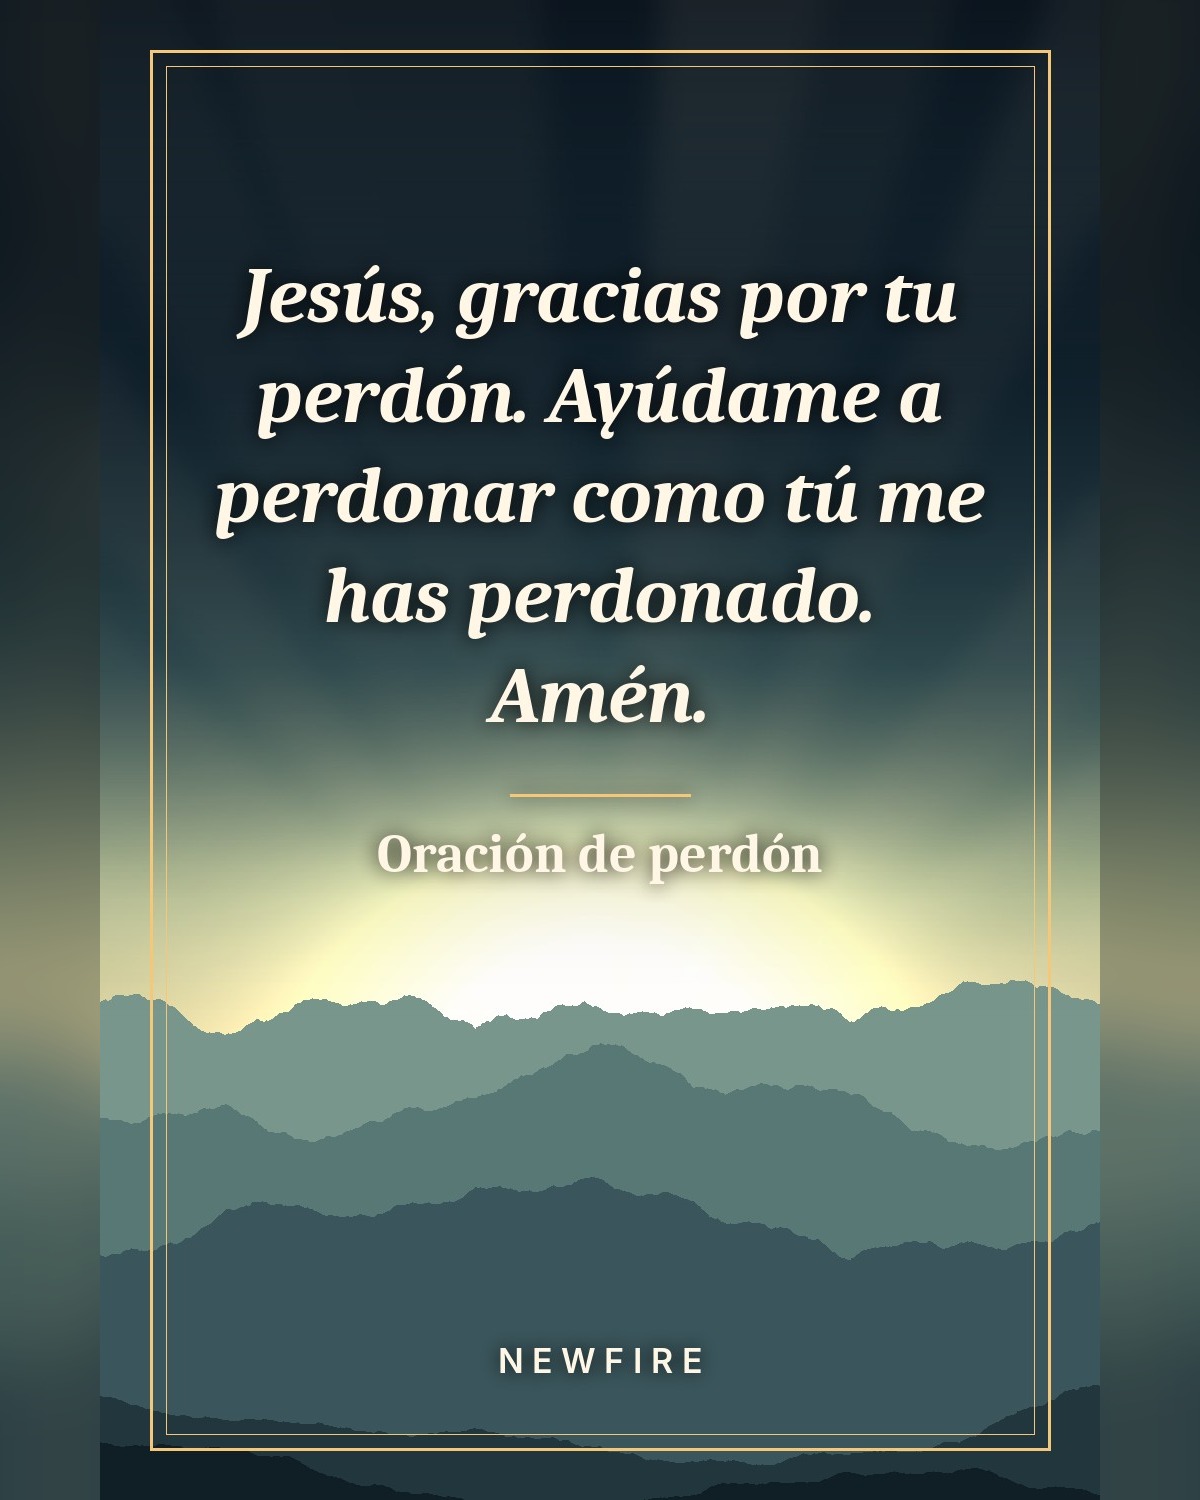 Jesús, gracias por tu
perdón. Ayúdame a
perdonar como tú me
has perdonado.
Amén.
Oración de perdón
NEWFIRE